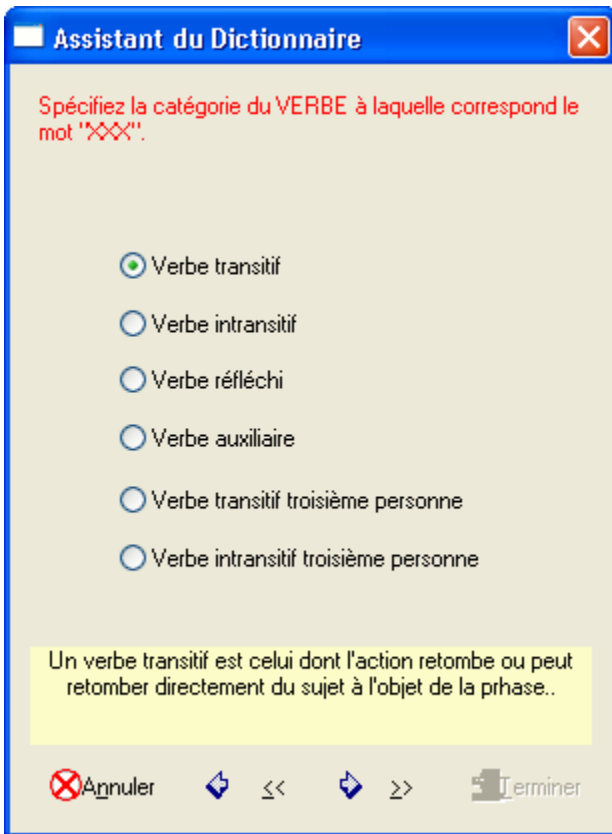 Assistant du Dictionnaire
Spécifiez la catégorie du VERBE à laquelle correspond le
mot "XXX".
Verbe transitif
Verbe intransitif
Verbe réfléchi
Verbe auxiliaire
Verbe transitif troisième personne
Verbe intransitif troisième personne
Un verbe transitif est celui dont l'action retombe ou peut
retomber directement du sujet à l'objet de la prhase..
Annuler << >> Terminer